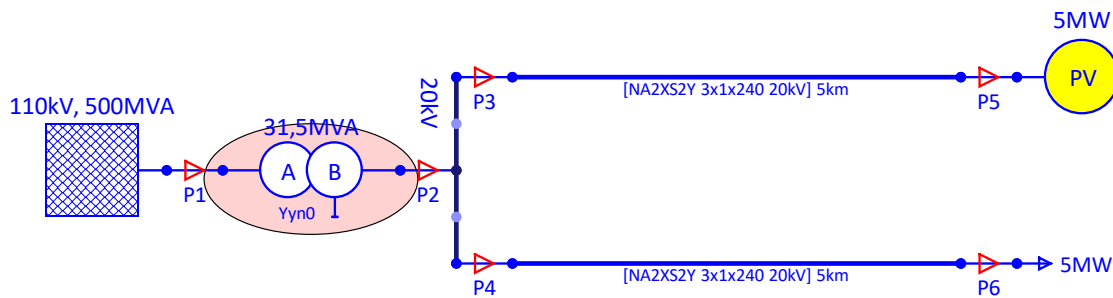 5MW
PV
[NA2XS2Y 3x1x240 20kV] 5km
P3
P5
20kV
110kV, 500MVA
31,5MVA
A
B
P1
P2
Yyn0
P4
[NA2XS2Y 3x1x240 20kV] 5km
P6
5MW